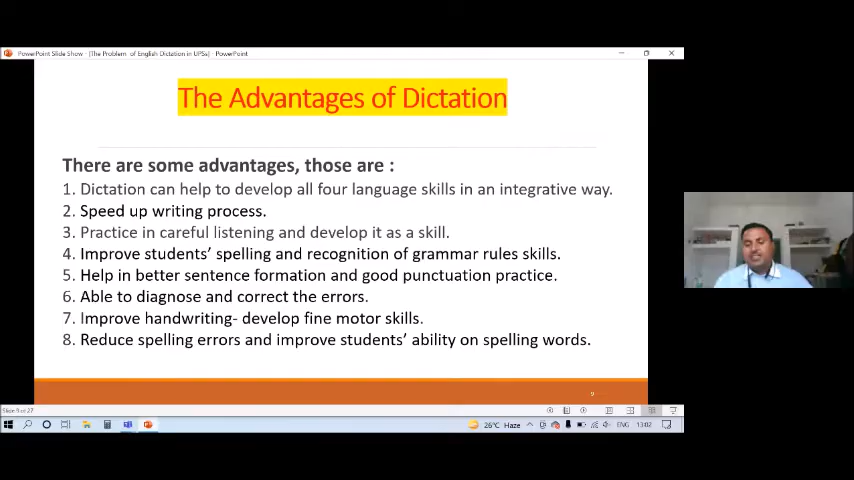 PowerPoint Slide Show - [The Problem of English Dictation in UPSs] - PowerPoint
The Advantages of Dictation
There are some advantages, those are :
1. Dictation can help to develop all four language skills in an integrative way.
2. Speed up writing process.
3. Practice in careful listening and develop it as a skill.
4. Improve students' spelling and recognition of grammar rules skills.
5. Help in better sentence formation and good punctuation practice.
6. Able to diagnose and correct the errors.
7. Improve handwriting- develop fine motor skills.
8. Reduce spelling errors and improve students' ability on spelling words.
9
Slide 9 of 27
26°C Haze ENG 13:02